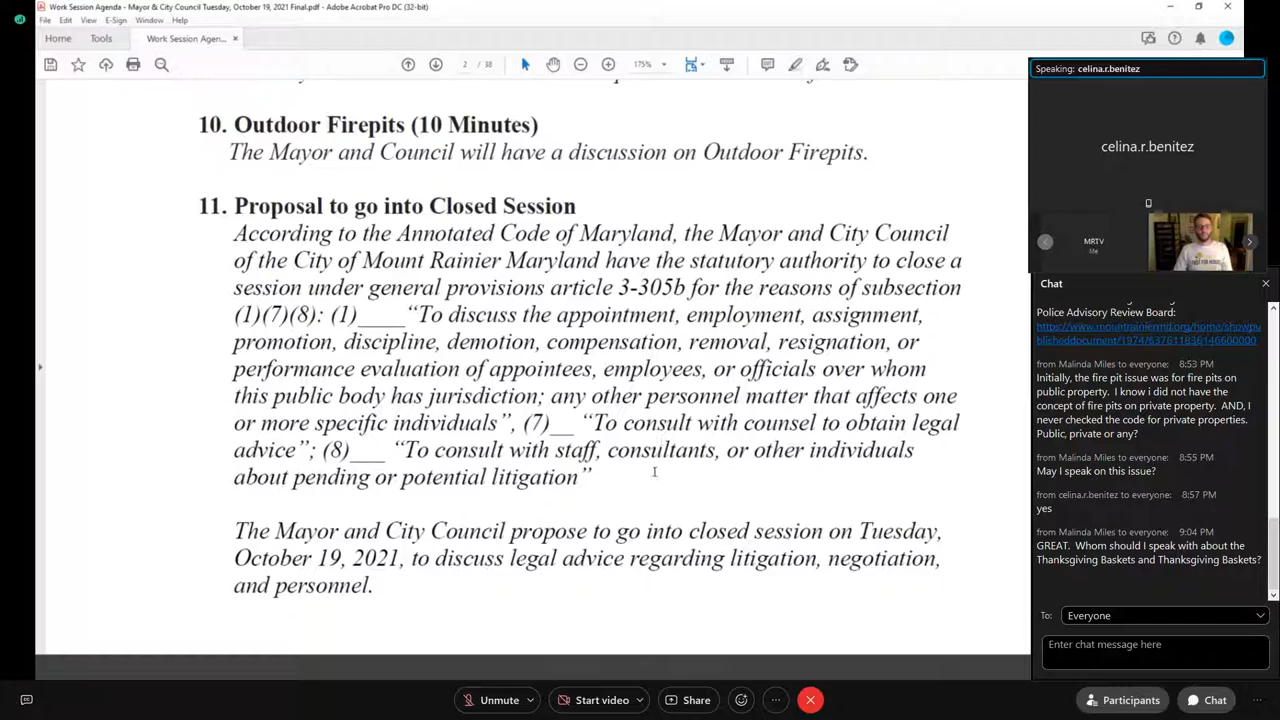 Work Session Agenda - Mayor & City Council Tuesday, October 19, 2021 Final.pdf - Adobe Acrobat Pro DC (32-bit)
File Edit View E-Sign Window Help
Home Tools Work Session Agen... ×
2 / 38 175%
10. Outdoor Firepits (10 Minutes)
The Mayor and Council will have a discussion on Outdoor Firepits.
11. Proposal to go into Closed Session
According to the Annotated Code of Maryland, the Mayor and City Council
of the City of Mount Rainier Maryland have the statutory authority to close a
session under general provisions article 3-305b for the reasons of subsection
(1)(7)(8): (1)____“To discuss the appointment, employment, assignment,
promotion, discipline, demotion, compensation, removal, resignation, or
performance evaluation of appointees, employees, or officials over whom
this public body has jurisdiction; any other personnel matter that affects one
or more specific individuals”, (7)__ “To consult with counsel to obtain legal
advice”; (8)___ “To consult with staff, consultants, or other individuals
about pending or potential litigation”
The Mayor and City Council propose to go into closed session on Tuesday,
October 19, 2021, to discuss legal advice regarding litigation, negotiation,
and personnel.
Speaking: celina.r.benitez
celina.r.benitez
MRTV
Me
Chat
Police Advisory Review Board:
https://www.mountrainiermd.org/home/showpu
blisheddocument/1974/637611836146600000
from Malinda Miles to everyone: 8:53 PM
Initially, the fire pit issue was for fire pits on
public property. I know i did not have the
concept of fire pits on private property. AND, I
never checked the code for private properties.
Public, private or any?
from Malinda Miles to everyone: 8:55 PM
May I speak on this issue?
from celina.r.benitez to everyone: 8:57 PM
yes
from Malinda Miles to everyone: 9:04 PM
GREAT. Whom should I speak with about the
Thanksgiving Baskets and Thanksgiving Baskets?
To: Everyone
Enter chat message here
Unmute Start video Share Participants Chat